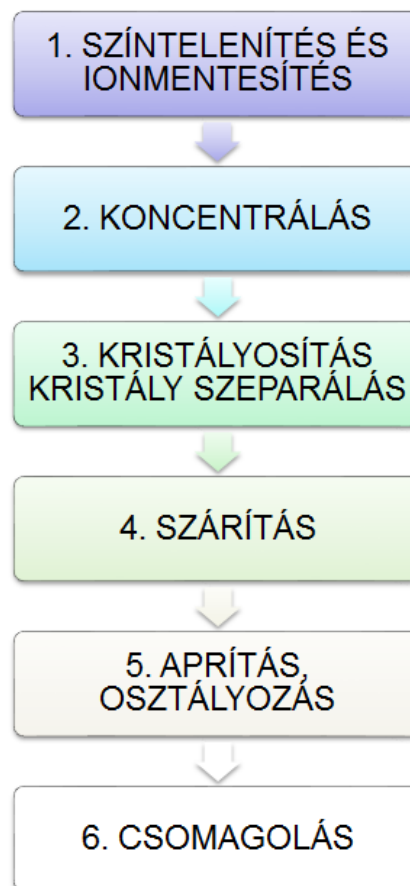 1. SZÍNTELENÍTÉS ÉS
IONMENTESÍTÉS
2. KONCENTRÁLÁS
3. KRISTÁLYOSÍTÁS
KRISTÁLY SZEPARÁLÁS
4. SZÁRÍTÁS
5. APRÍTÁS,
OSZTÁLYOZÁS
6. CSOMAGOLÁS